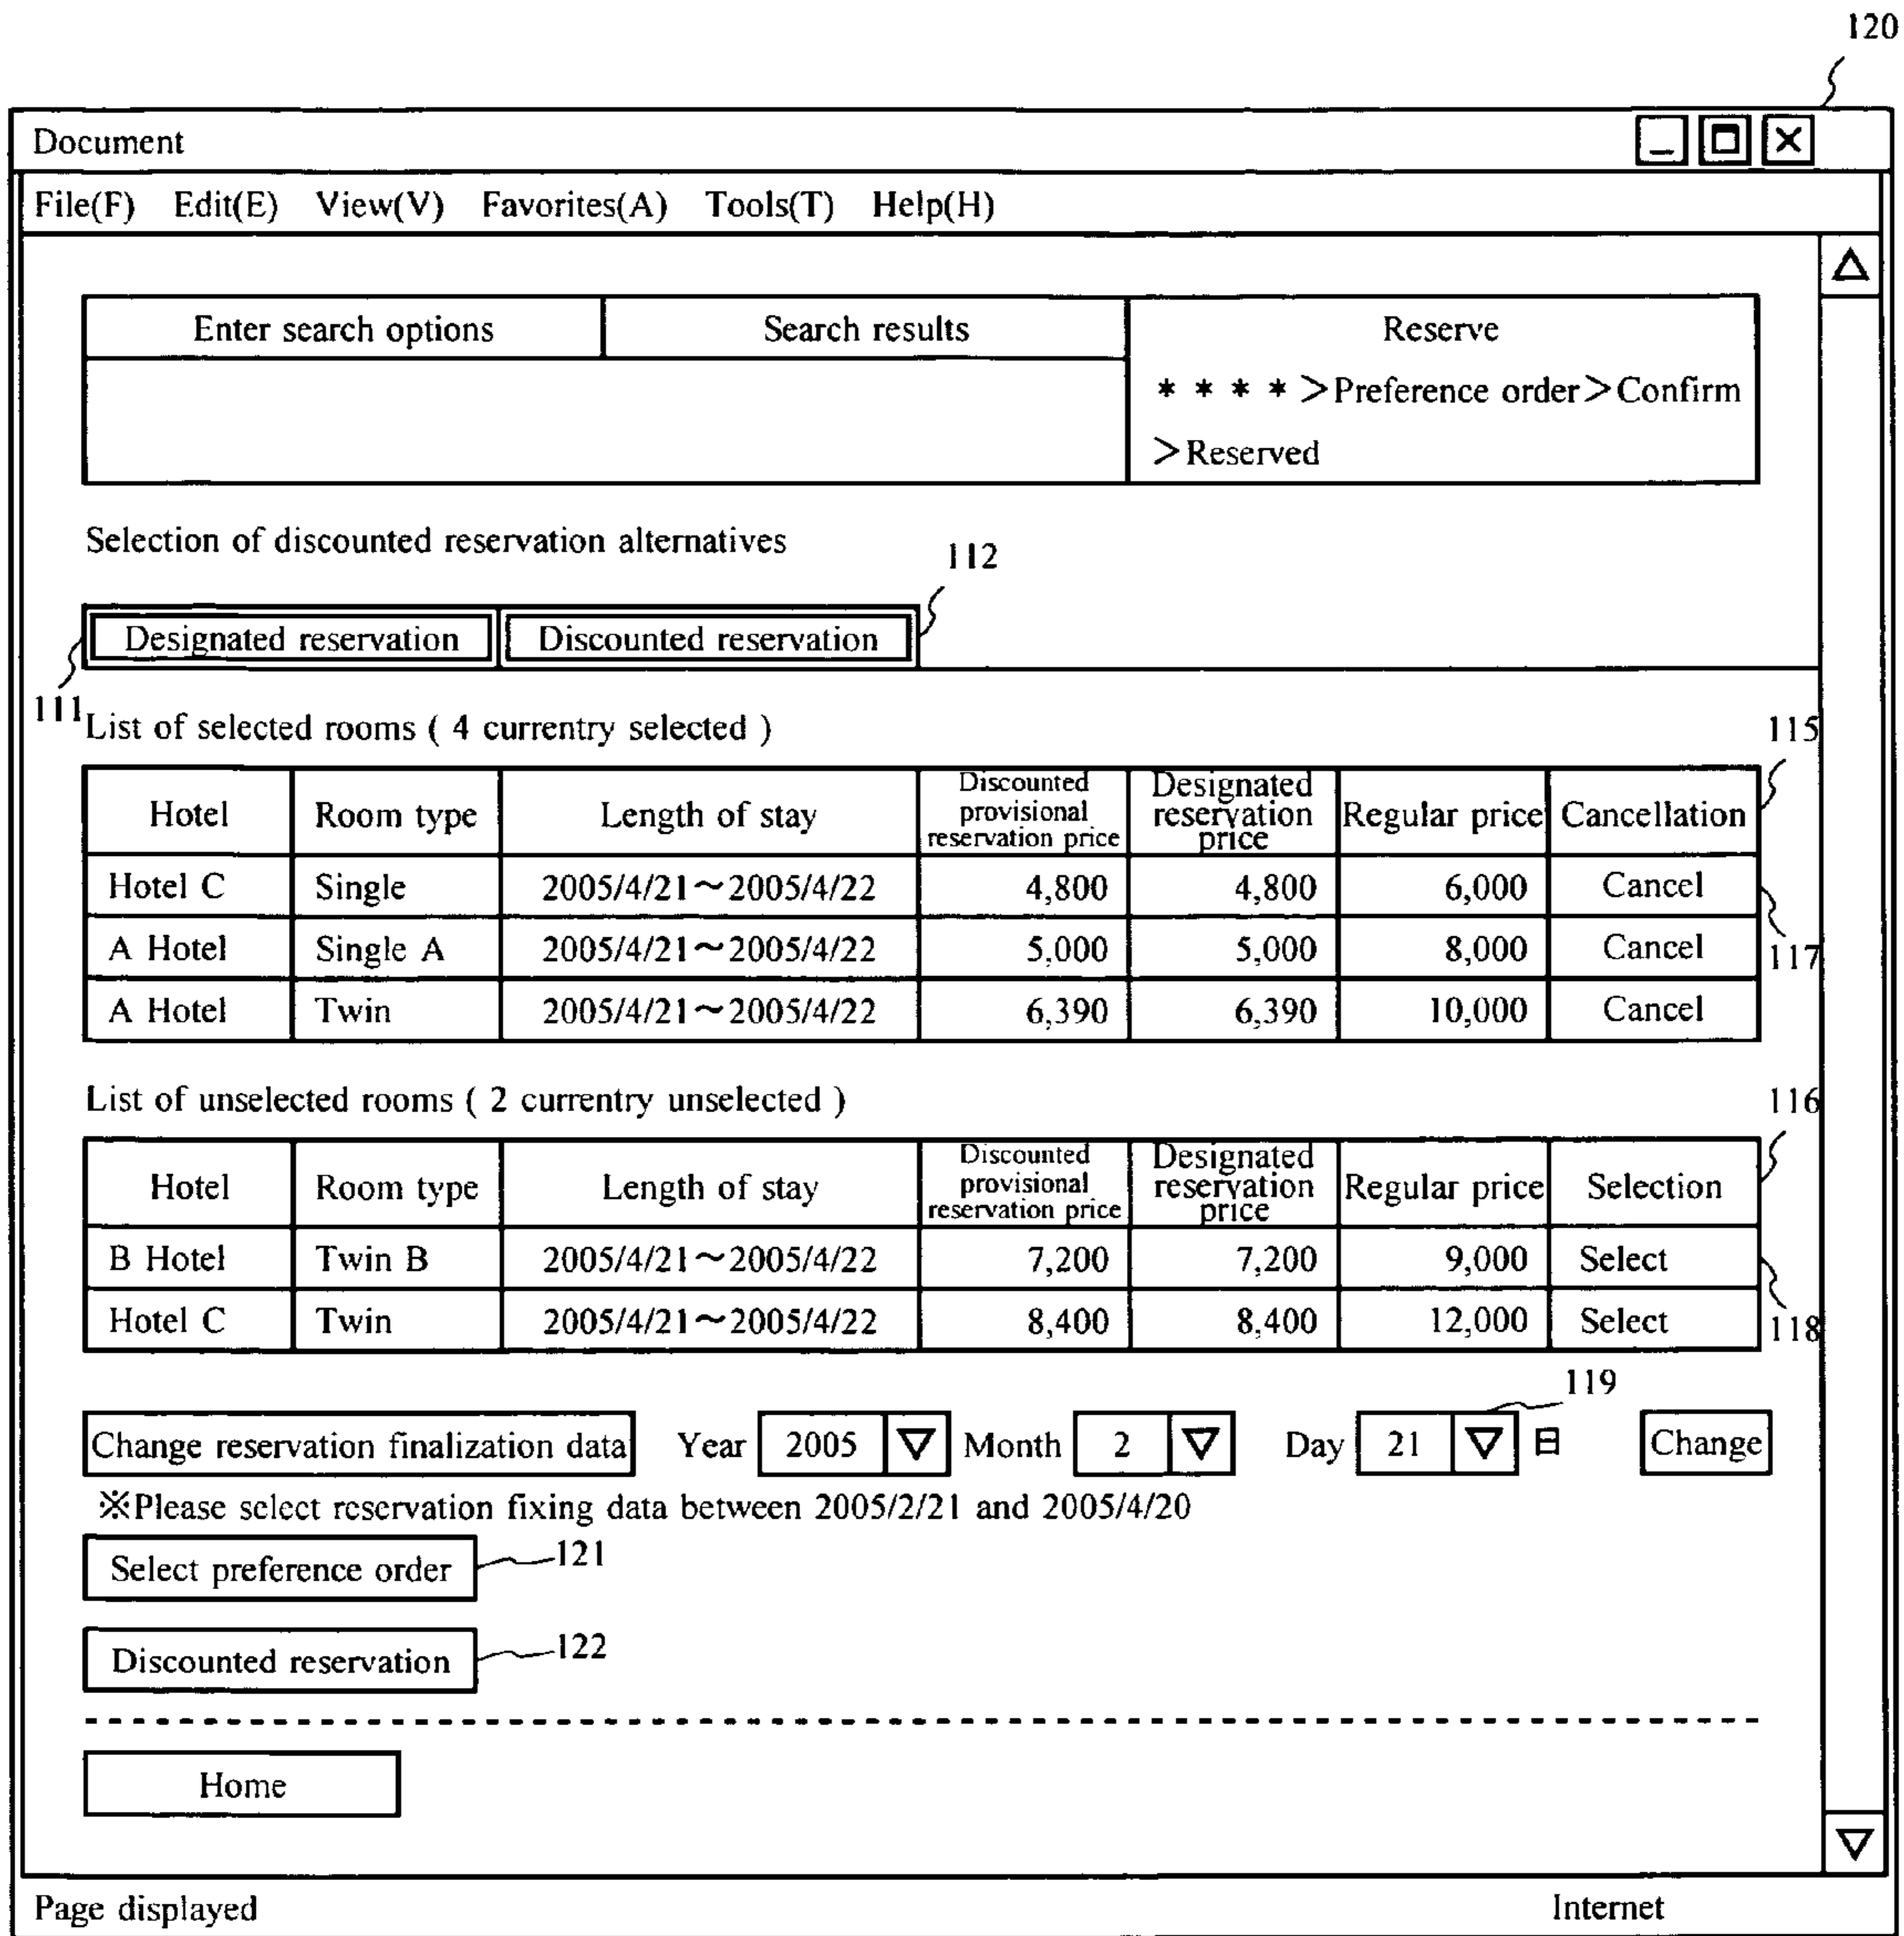 120
Document
File(F) Edit(E) View(V) Favorites(A) Tools(T) Help(H)
Enter search options Search results Reserve
* * * * >Preference order>Confirm
>Reserved
Selection of discounted reservation alternatives
112
Designated reservation Discounted reservation
111
List of selected rooms ( 4 currentry selected )
115
Hotel Room type Length of stay Discounted provisional reservation price Designated reservation price Regular price Cancellation
Hotel C Single 2005/4/21～2005/4/22 4,800 4,800 6,000 Cancel
117
A Hotel Single A 2005/4/21～2005/4/22 5,000 5,000 8,000 Cancel
A Hotel Twin 2005/4/21～2005/4/22 6,390 6,390 10,000 Cancel
List of unselected rooms ( 2 currentry unselected )
116
Hotel Room type Length of stay Discounted provisional reservation price Designated reservation price Regular price Selection
B Hotel Twin B 2005/4/21～2005/4/22 7,200 7,200 9,000 Select
Hotel C Twin 2005/4/21～2005/4/22 8,400 8,400 12,000 Select
118
119
Change reservation finalization data Year 2005 ▽ Month 2 ▽ Day 21 ▽ 日 Change
※Please select reservation fixing data between 2005/2/21 and 2005/4/20
Select preference order 121
Discounted reservation 122
Home
Page displayed Internet